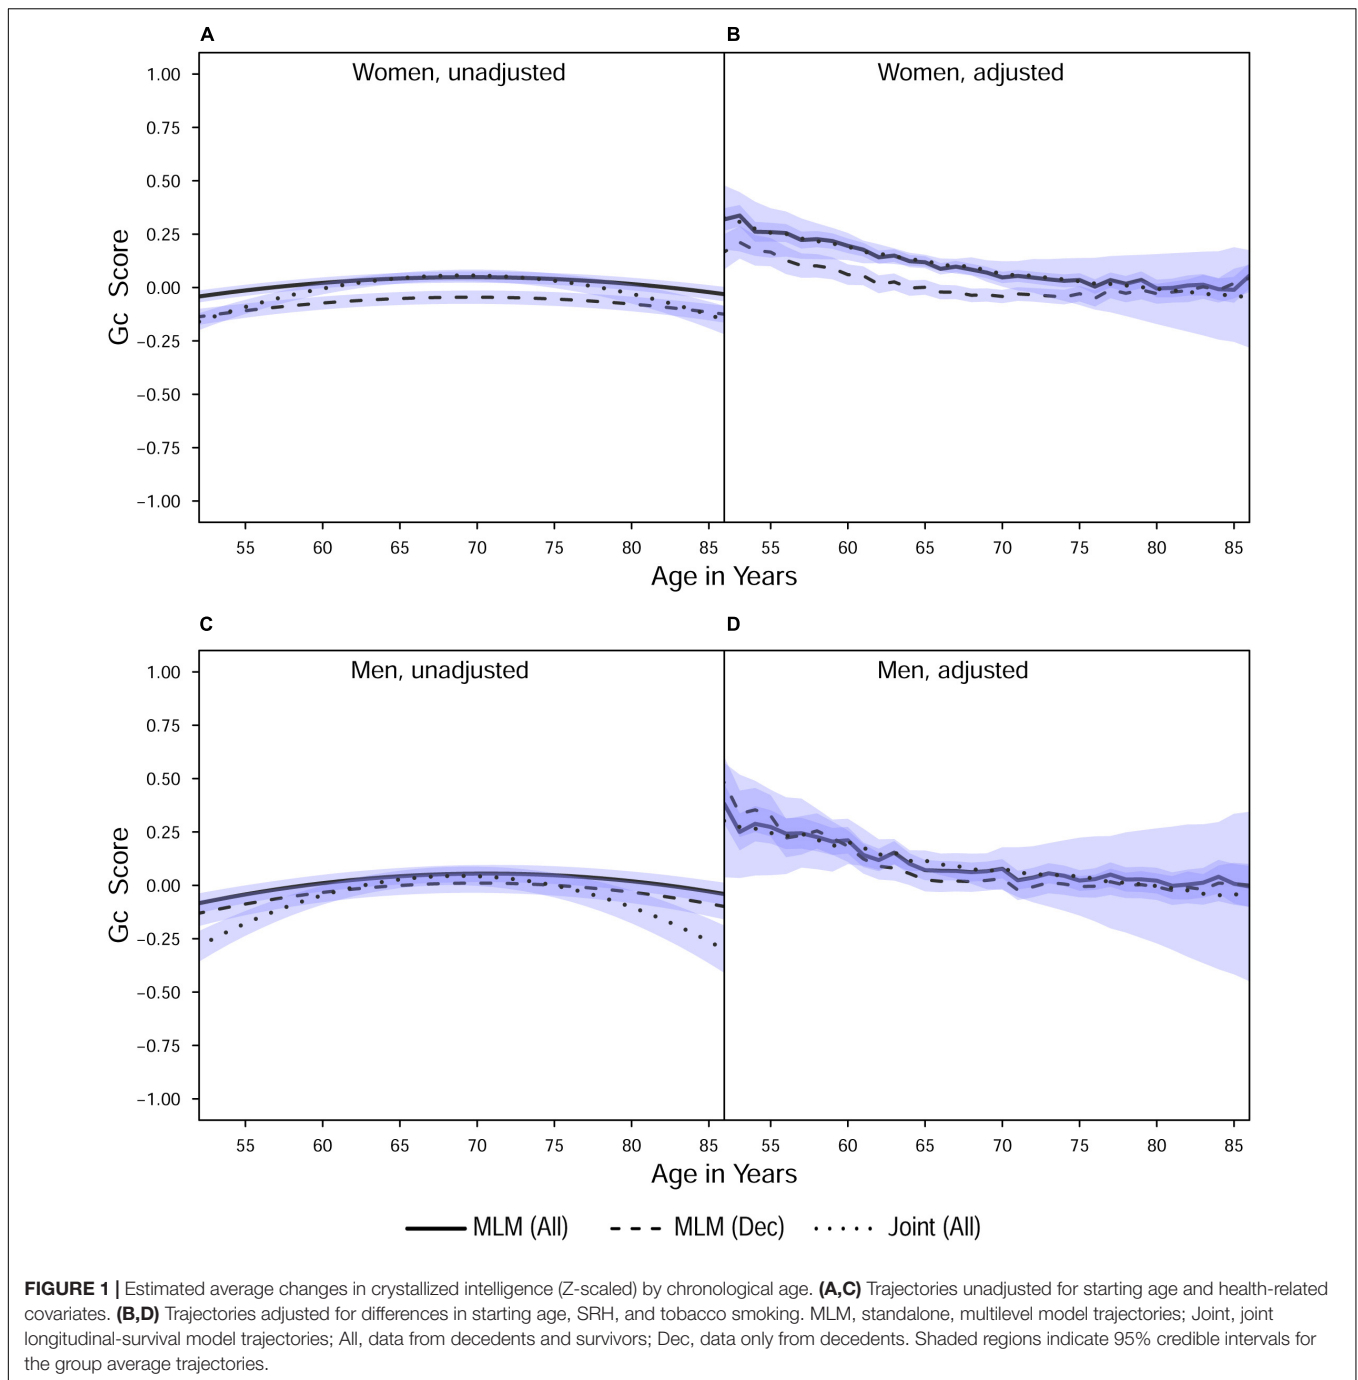 A
B
Women, unadjusted
Women, adjusted
1.00
0.75
0.50
0.25
0.00
−0.25
−0.50
−0.75
−1.00
Gc Score
55 60 65 70 75 80 85 55 60 65 70 75 80 85
Age in Years
C
D
Men, unadjusted
Men, adjusted
1.00
0.75
0.50
0.25
0.00
−0.25
−0.50
−0.75
−1.00
Gc Score
55 60 65 70 75 80 85 55 60 65 70 75 80 85
Age in Years
MLM (All) MLM (Dec) Joint (All)
FIGURE 1 | Estimated average changes in crystallized intelligence (Z-scaled) by chronological age. (A,C) Trajectories unadjusted for starting age and health-related
covariates. (B,D) Trajectories adjusted for differences in starting age, SRH, and tobacco smoking. MLM, standalone, multilevel model trajectories; Joint, joint
longitudinal-survival model trajectories; All, data from decedents and survivors; Dec, data only from decedents. Shaded regions indicate 95% credible intervals for
the group average trajectories.